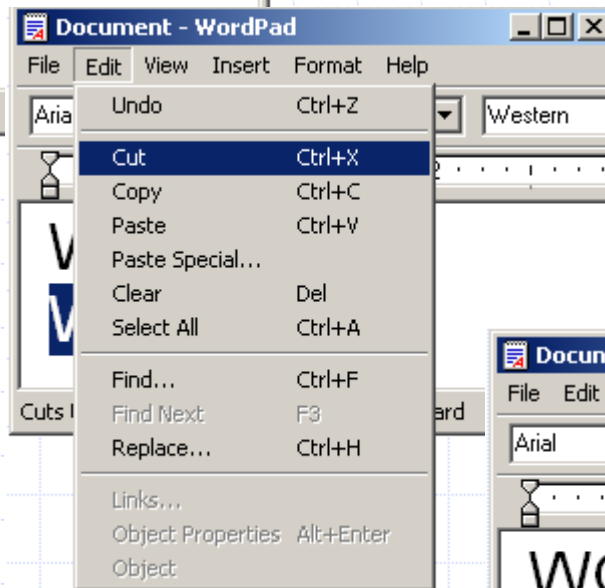 Document - WordPad
File Edit View Insert Format Help
Western
Undo Ctrl+Z
Cut Ctrl+X
Copy Ctrl+C
Paste Ctrl+V
Paste Special...
Clear Del
Select All Ctrl+A
Find... Ctrl+F
Find Next F3
Replace... Ctrl+H
Links...
Object Properties Alt+Enter
Object
Cuts
File Edit
Arial